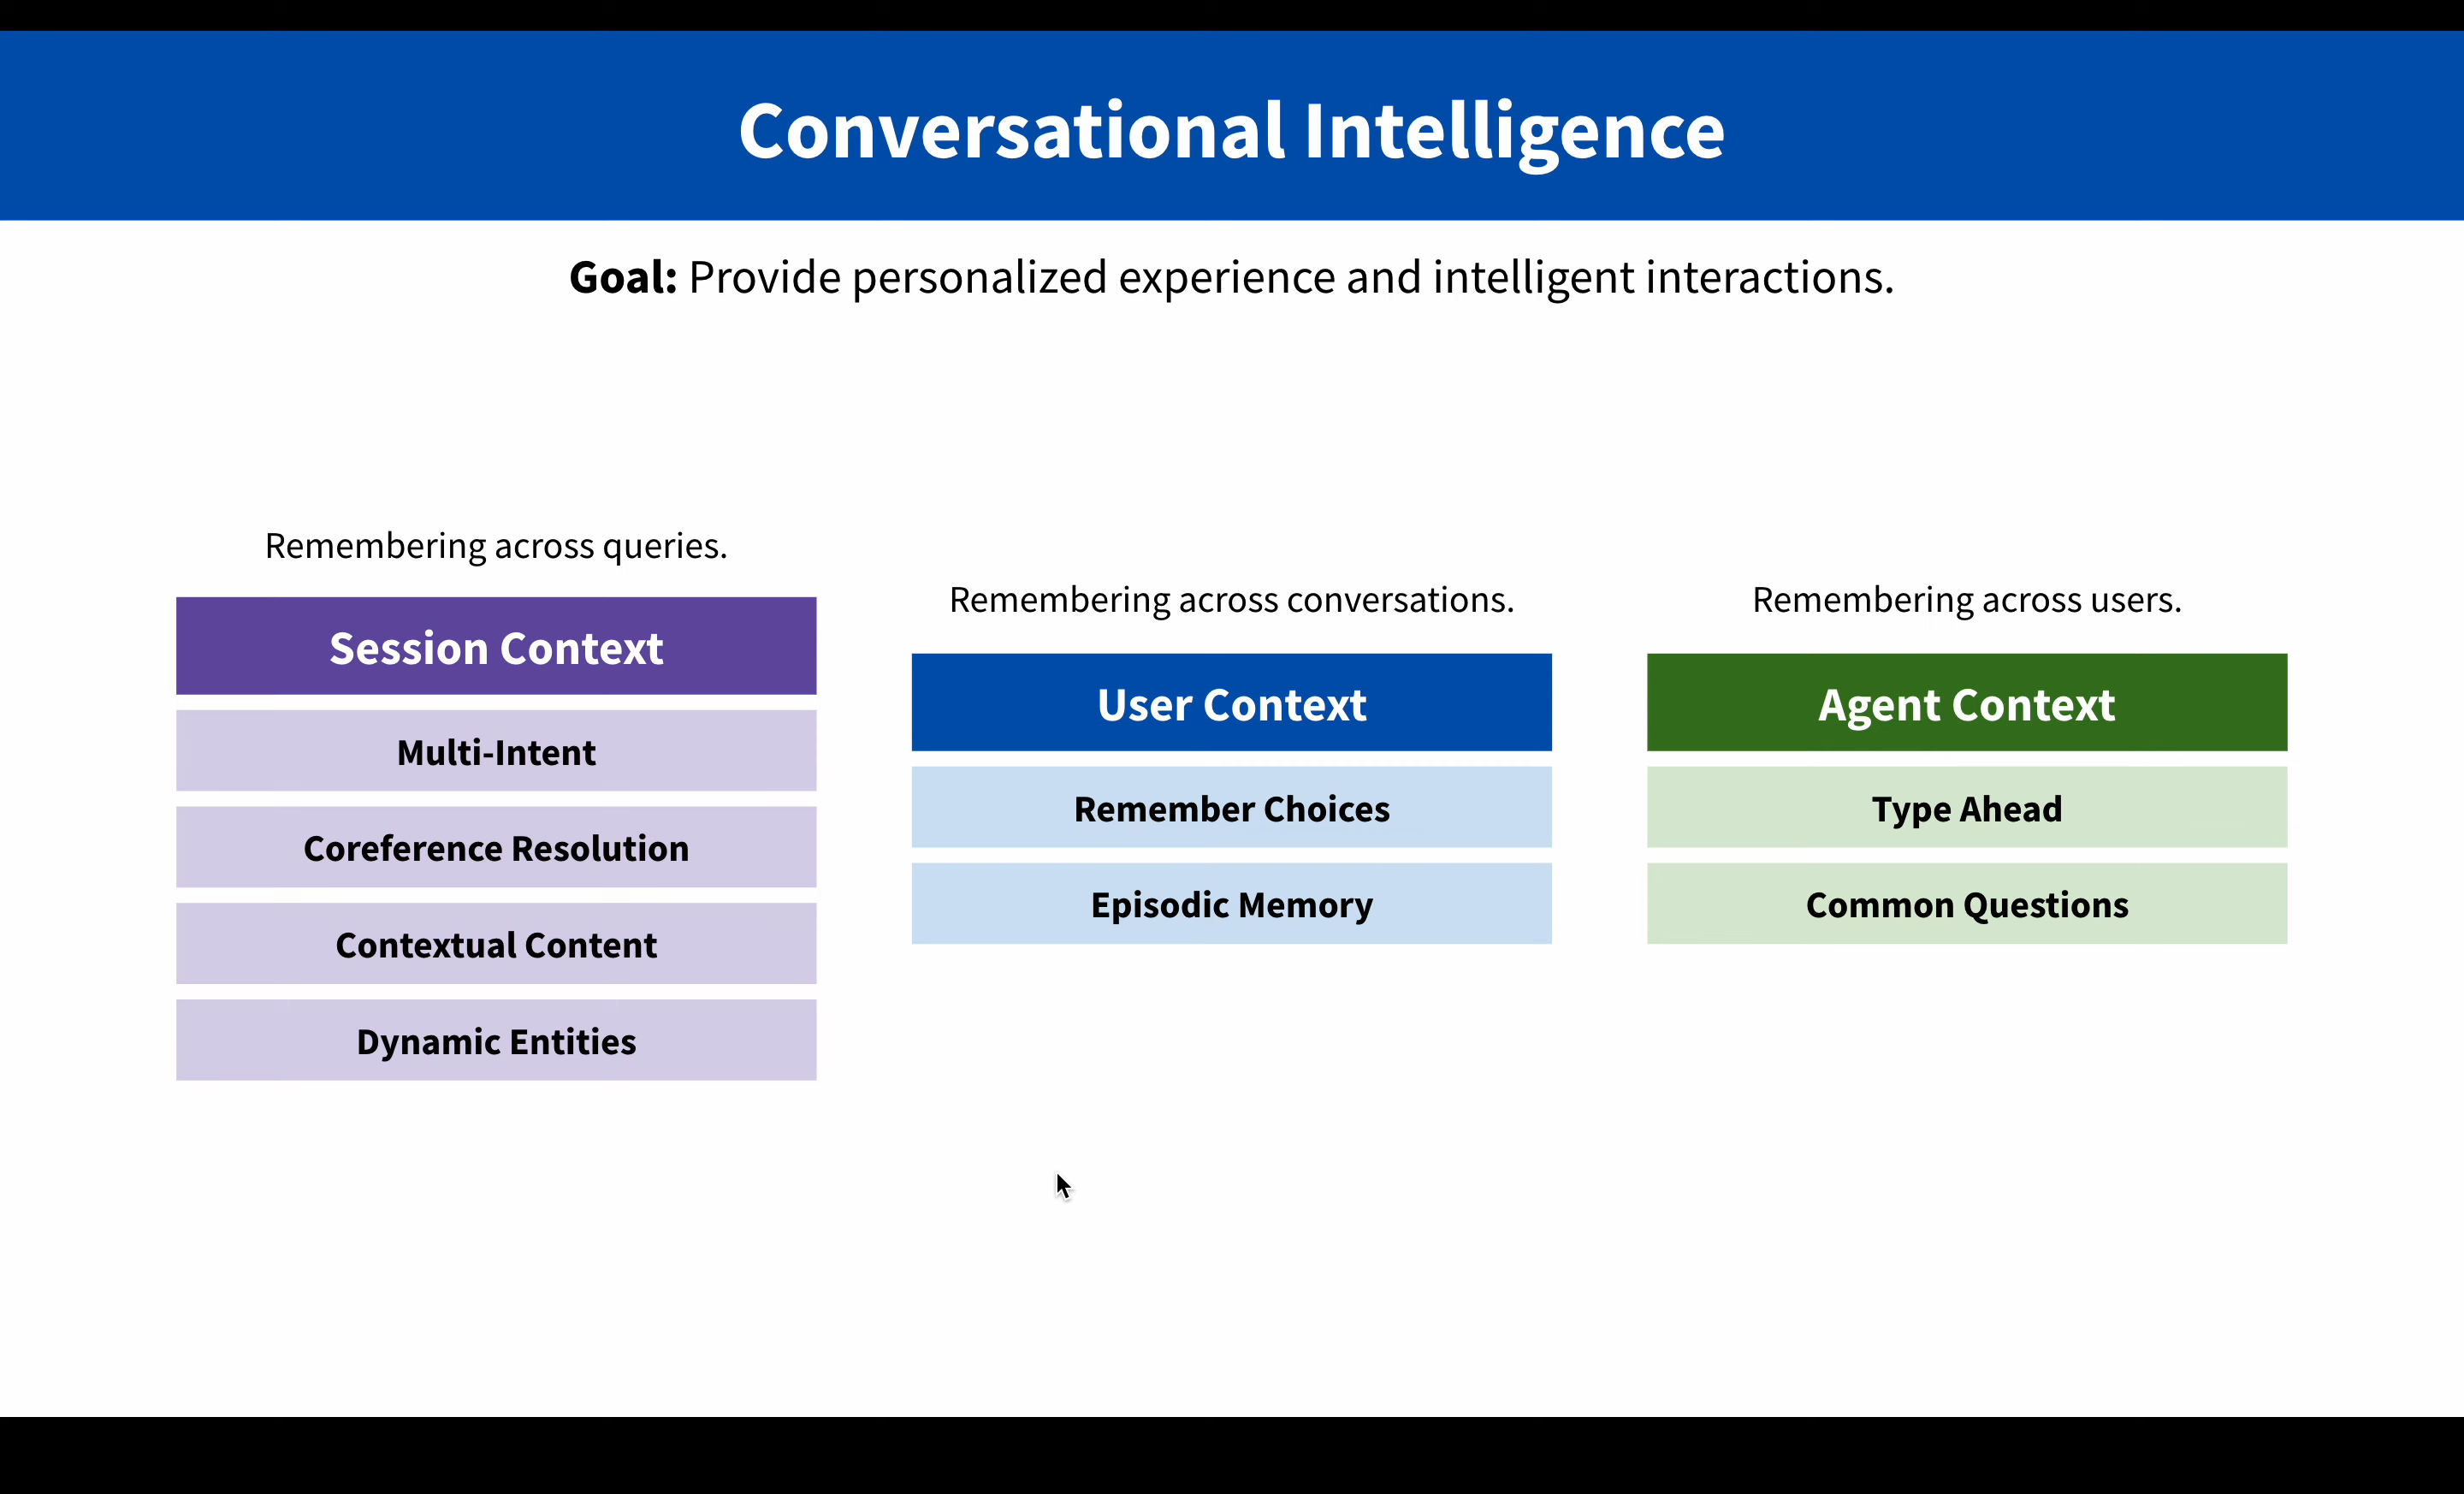 Conversational Intelligence
Goal: Provide personalized experience and intelligent interactions.
Remembering across queries.
Session Context
Multi-Intent
Coreference Resolution
Contextual Content
Dynamic Entities
Remembering across conversations.
User Context
Remember Choices
Episodic Memory
Remembering across users.
Agent Context
Type Ahead
Common Questions